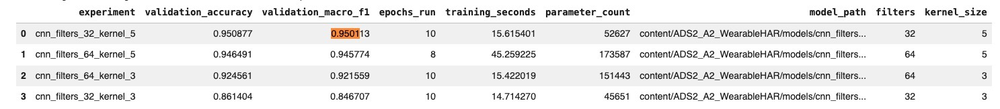 experiment validation_accuracy validation_macro_f1 epochs_run training_seconds parameter_count model_path filters kernel_size
0 cnn_filters_32_kernel_5 0.950877 0.950113 10 15.615401 52627 content/ADS2_A2_WearableHAR/models/cnn_filters... 32 5
1 cnn_filters_64_kernel_5 0.946491 0.945774 8 45.259225 173587 content/ADS2_A2_WearableHAR/models/cnn_filters... 64 5
2 cnn_filters_64_kernel_3 0.924561 0.921559 10 15.422019 151443 content/ADS2_A2_WearableHAR/models/cnn_filters... 64 3
3 cnn_filters_32_kernel_3 0.861404 0.846707 10 14.714270 45651 content/ADS2_A2_WearableHAR/models/cnn_filters... 32 3